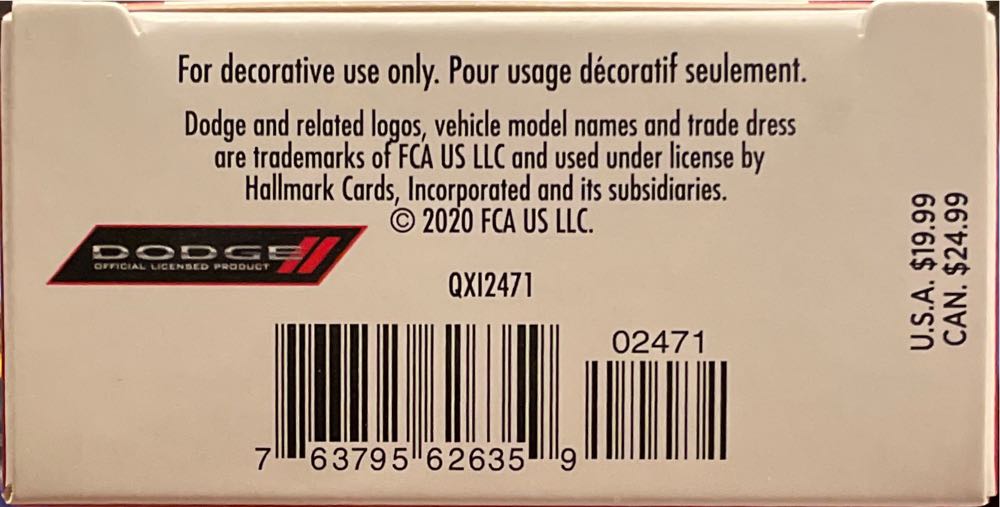 For decorative use only. Pour usage décoratif seulement.
Dodge and related logos, vehicle model names and trade dress
are trademarks of FCA US LLC and used under license by
Hallmark Cards, Incorporated and its subsidiaries.
© 2020 FCA US LLC.
DODGE
OFFICIAL LICENSED PRODUCT
QXI2471
02471
7 63795 62635 9
U.S.A. $19.99
CAN. $24.99